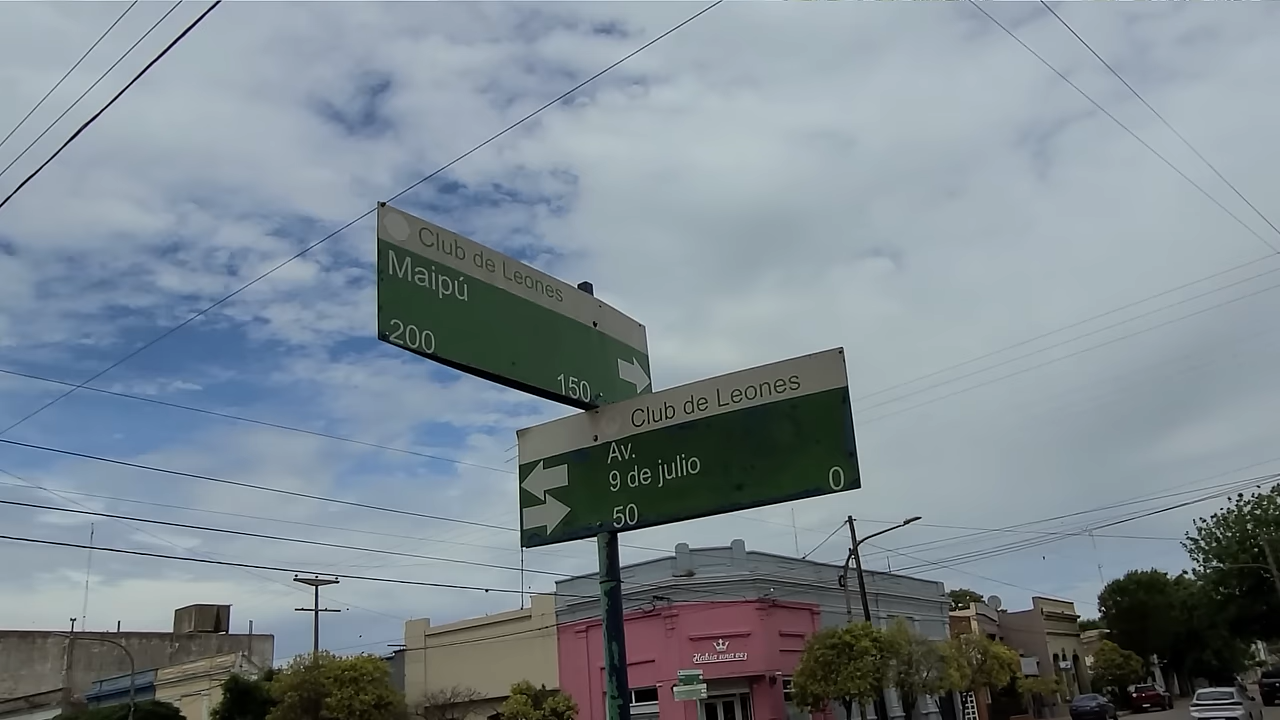 Club de Leones
Maipú
200
150
Club de Leones
Av.
9 de julio
50
0
Había una vez